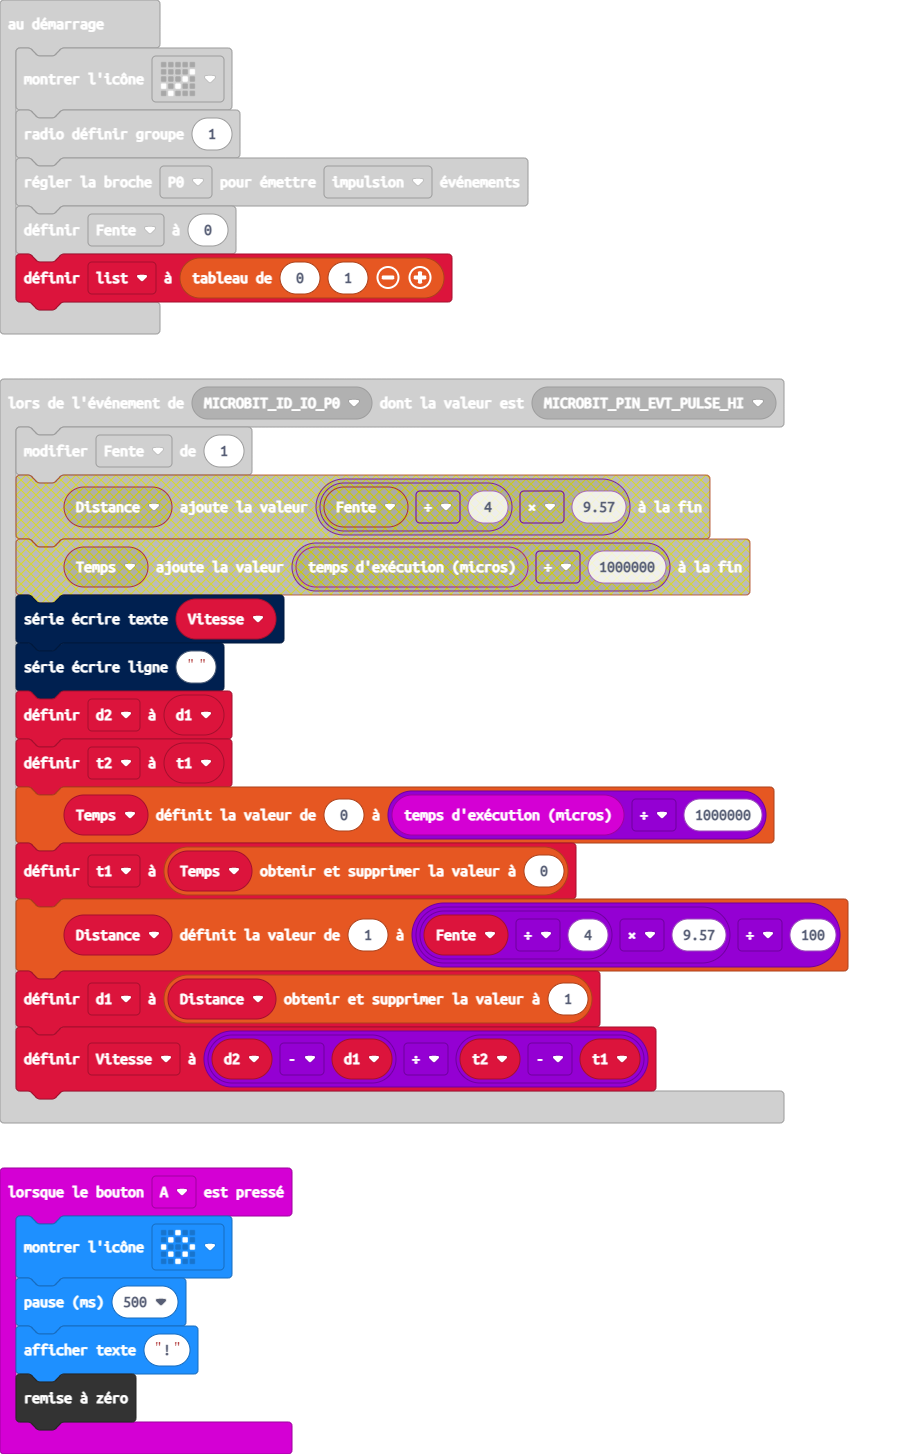 au démarrage
montrer l'icône
radio définir groupe 1
régler la broche P0 pour émettre impulsion événements
définir Fente à 0
définir list à tableau de 0 1
lors de l'événement de MICROBIT_ID_IO_P0 dont la valeur est MICROBIT_PIN_EVT_PULSE_HI
modifier Fente de 1
Distance ajoute la valeur Fente ÷ 4 × 9.57 à la fin
Temps ajoute la valeur temps d'exécution (micros) ÷ 1000000 à la fin
série écrire texte Vitesse
série écrire ligne " "
définir d2 à d1
définir t2 à t1
Temps définit la valeur de 0 à temps d'exécution (micros) ÷ 1000000
définir t1 à Temps obtenir et supprimer la valeur à 0
Distance définit la valeur de 1 à Fente ÷ 4 × 9.57 ÷ 100
définir d1 à Distance obtenir et supprimer la valeur à 1
définir Vitesse à d2 - d1 ÷ t2 - t1
lorsque le bouton A est pressé
montrer l'icône
pause (ms) 500
afficher texte "!"
remise à zéro